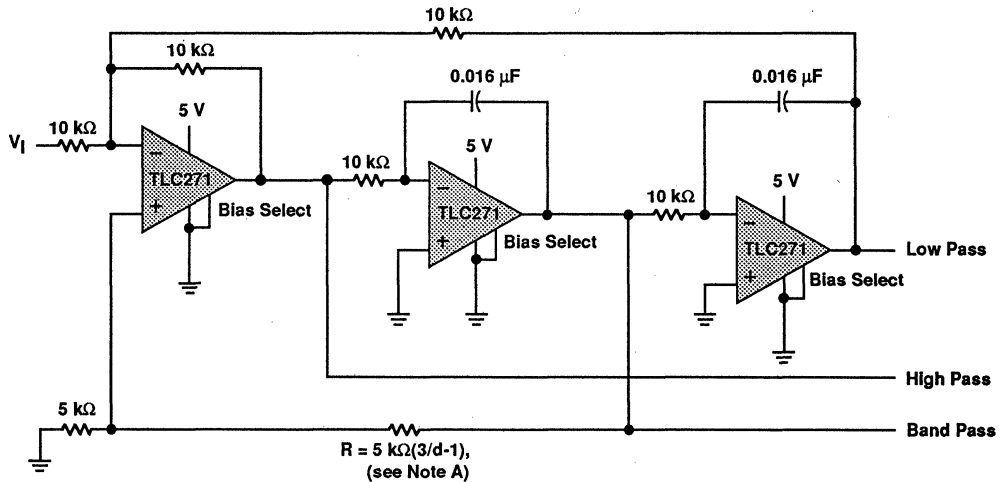 10 kΩ
10 kΩ
0.016 µF
0.016 µF
5 V
10 kΩ
VI
−
TLC271
+
Bias Select
5 V
10 kΩ
−
TLC271
+
Bias Select
5 V
10 kΩ
−
TLC271
+
Bias Select
Low Pass
High Pass
5 kΩ
Band Pass
R = 5 kΩ(3/d-1),
(see Note A)